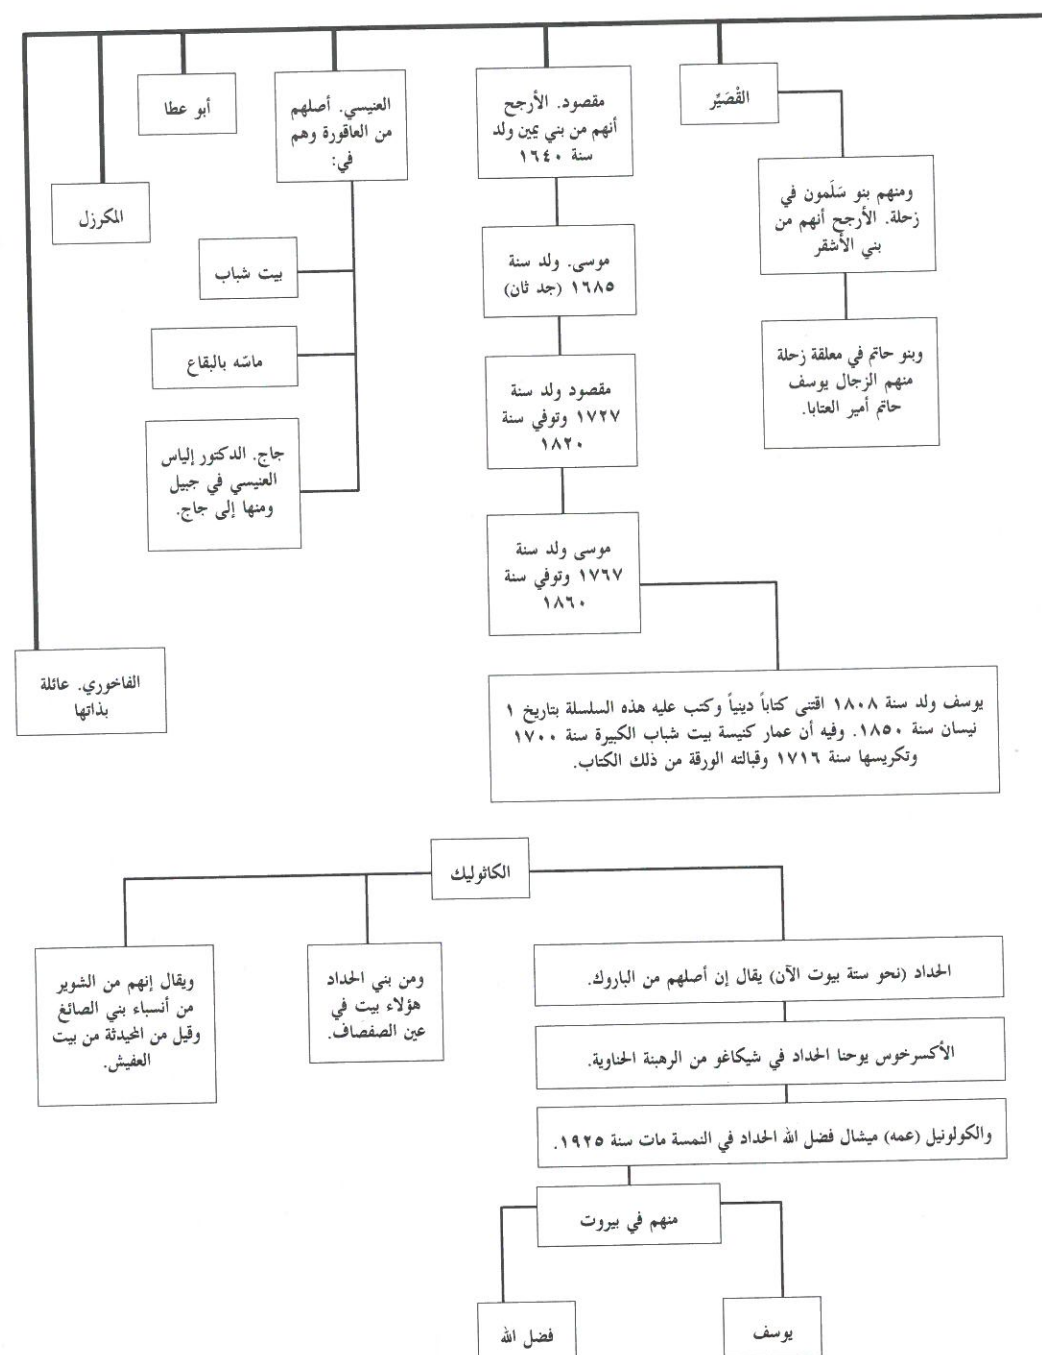 القْصَيِّر
ومنهم بنو سَلَمون في
زحلة. الأرجح أنهم من
بني الأشقر
وبنو حاتم في معلقة زحلة
منهم الزجال يوسف
حاتم أمير العتابا.
مقصود. الأرجح
أنهم من بني يمين ولد
سنة ١٦٤٠
موسى. ولد سنة
١٦٨٥ (جد ثان)
مقصود ولد سنة
١٧٢٧ وتوفي سنة
١٨٢٠
موسى ولد سنة
١٧٦٧ وتوفي سنة
١٨٦٠
يوسف ولد سنة ١٨٠٨ اقتنى كتاباً دينياً وكتب عليه هذه السلسلة بتاريخ ١
نيسان سنة ١٨٥٠. وفيه أن عمار كنيسة بيت شباب الكبيرة سنة ١٧٠٠
وتكريسها سنة ١٧١٦ وقبالته الورقة من ذلك الكتاب.
العنيسي. أصلهم
من العاقورة وهم
في:
بيت شباب
ماسّه بالبقاع
جاج. الدكتور إلياس
العنيسي في جبيل
ومنها إلى جاج.
أبو عطا
المكرزل
الفاخوري. عائلة
بذاتها
الكاثوليك
الحداد (نحو ستة بيوت الآن) يقال إن أصلهم من الباروك.
الأكسرخوس يوحنا الحداد في شيكاغو من الرهبنة الحناوية.
والكولونيل (عمه) ميشال فضل الله الحداد في النمسة مات سنة ١٩٢٥.
منهم في بيروت
يوسف
فضل الله
ومن بني الحداد
هؤلاء بيت في
عين الصفصاف.
ويقال إنهم من الشوير
من أنسباء بني الصائغ
وقيل من المحيدثة من بيت
العفيش.